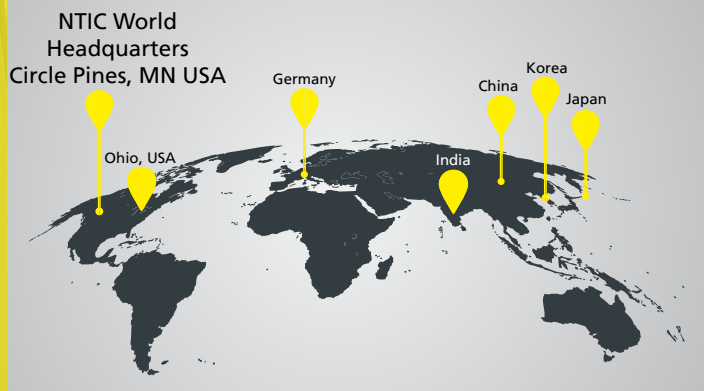 NTIC World
Headquarters
Circle Pines, MN USA
Ohio, USA
Germany
India
China
Korea
Japan